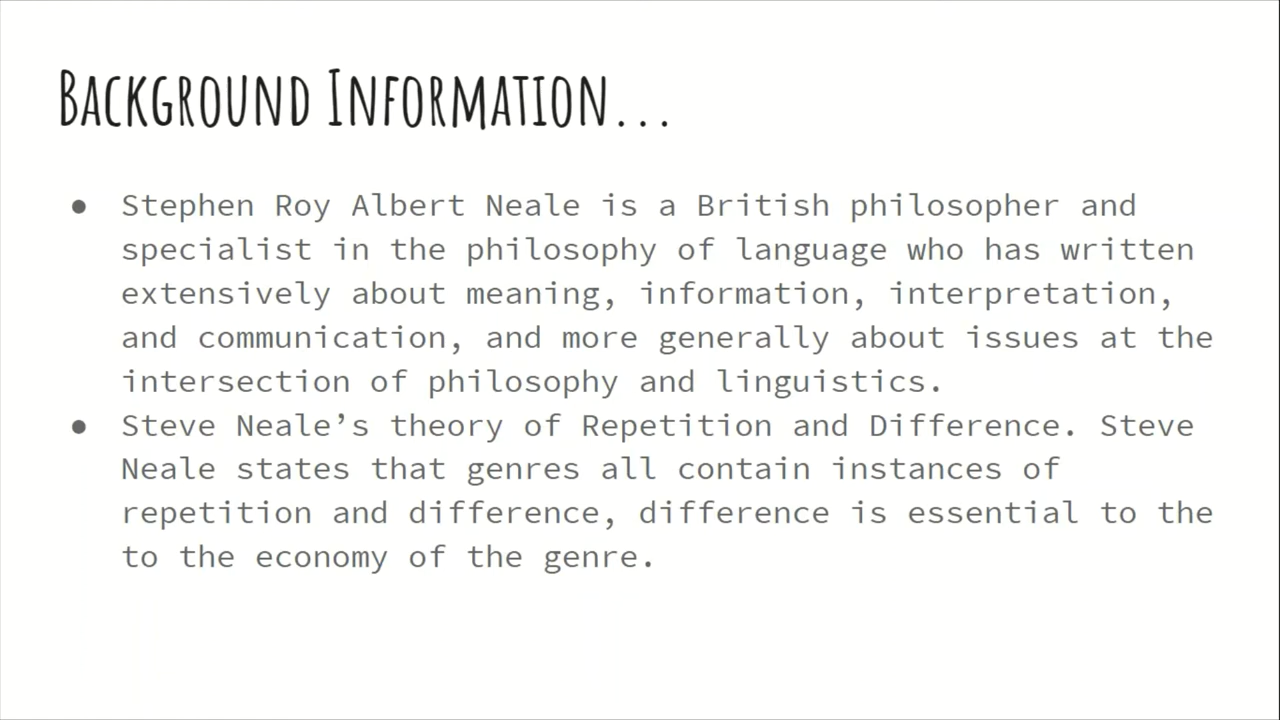 Background Information...
● Stephen Roy Albert Neale is a British philosopher and
specialist in the philosophy of language who has written
extensively about meaning, information, interpretation,
and communication, and more generally about issues at the
intersection of philosophy and linguistics.
● Steve Neale’s theory of Repetition and Difference. Steve
Neale states that genres all contain instances of
repetition and difference, difference is essential to the
to the economy of the genre.